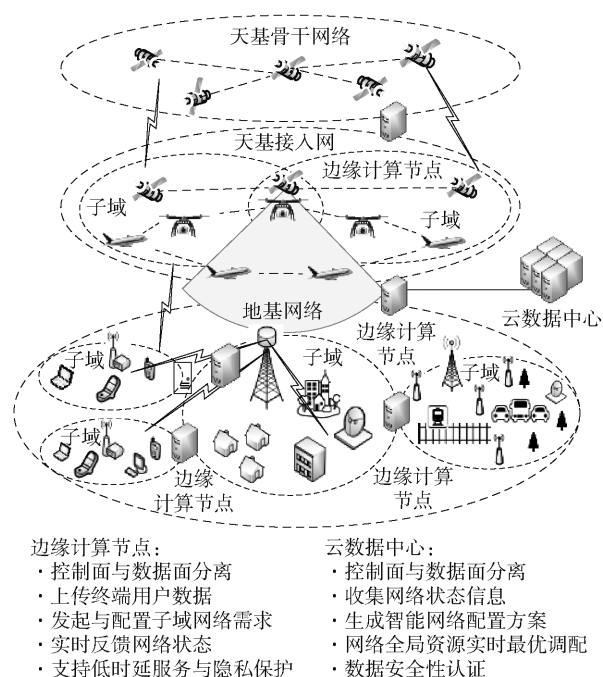 天基骨干网络
天基接入网
边缘计算节点
子域
子域
地基网络
边缘计算
节点
云数据中心
子域
子域
子域
子域
边缘
计算节点
边缘计算
节点
边缘计算节点：
·控制面与数据面分离
·上传终端用户数据
·发起与配置子域网络需求
·实时反馈网络状态
·支持低时延服务与隐私保护
云数据中心：
·控制面与数据面分离
·收集网络状态信息
·生成智能网络配置方案
·网络全局资源实时最优调配
·数据安全性认证